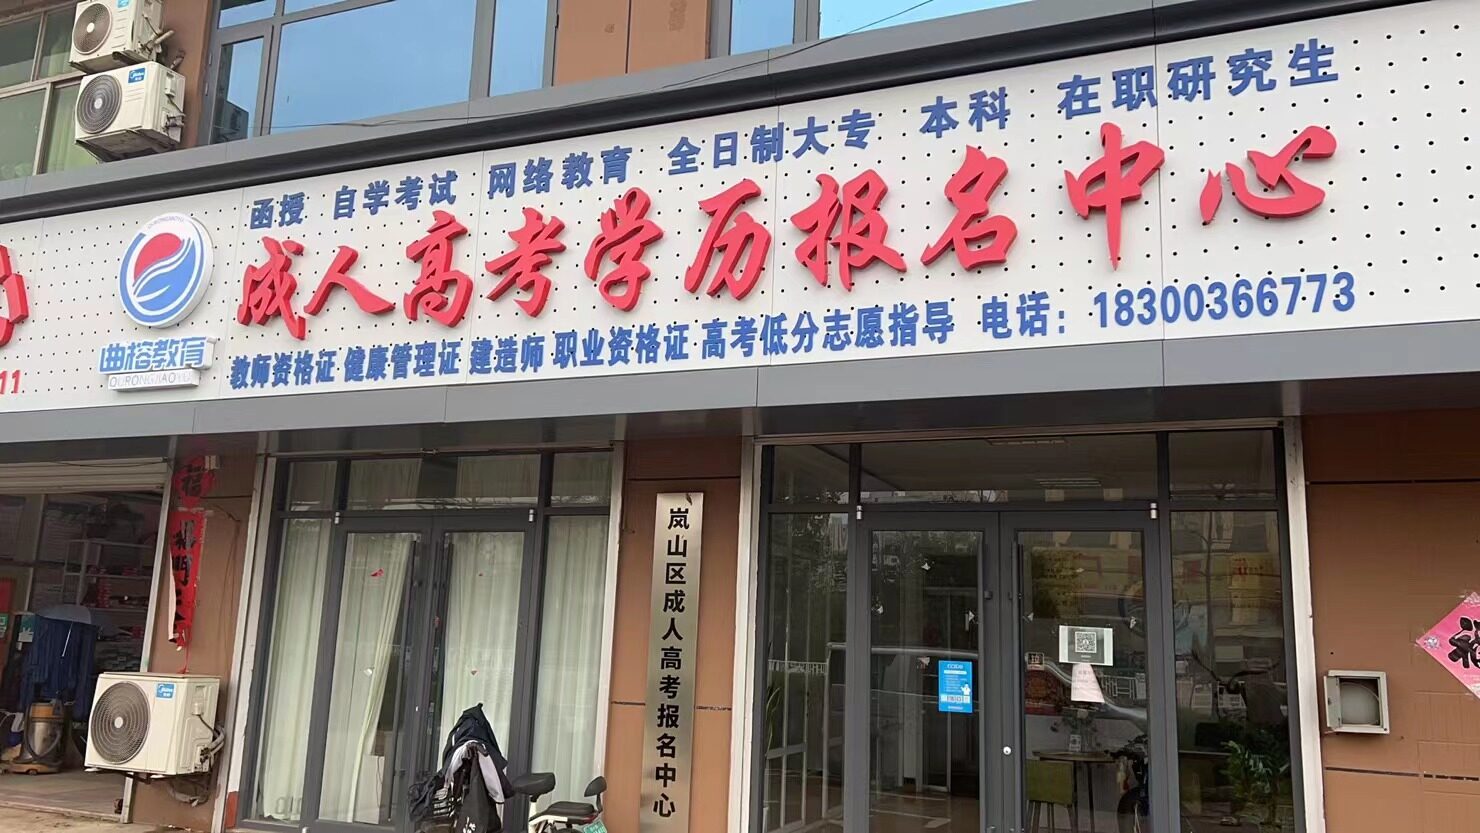 函授 自学考试 网络教育 全日制大专 本科 在职研究生
成人高考学历报名中心
教师资格证 健康管理证 建造师 职业资格证 高考低分志愿指导 电话：18300366773
曲榕教育
QURONGJIAOYU
11
岚山区成人高考报名中心
Midea
拉
福